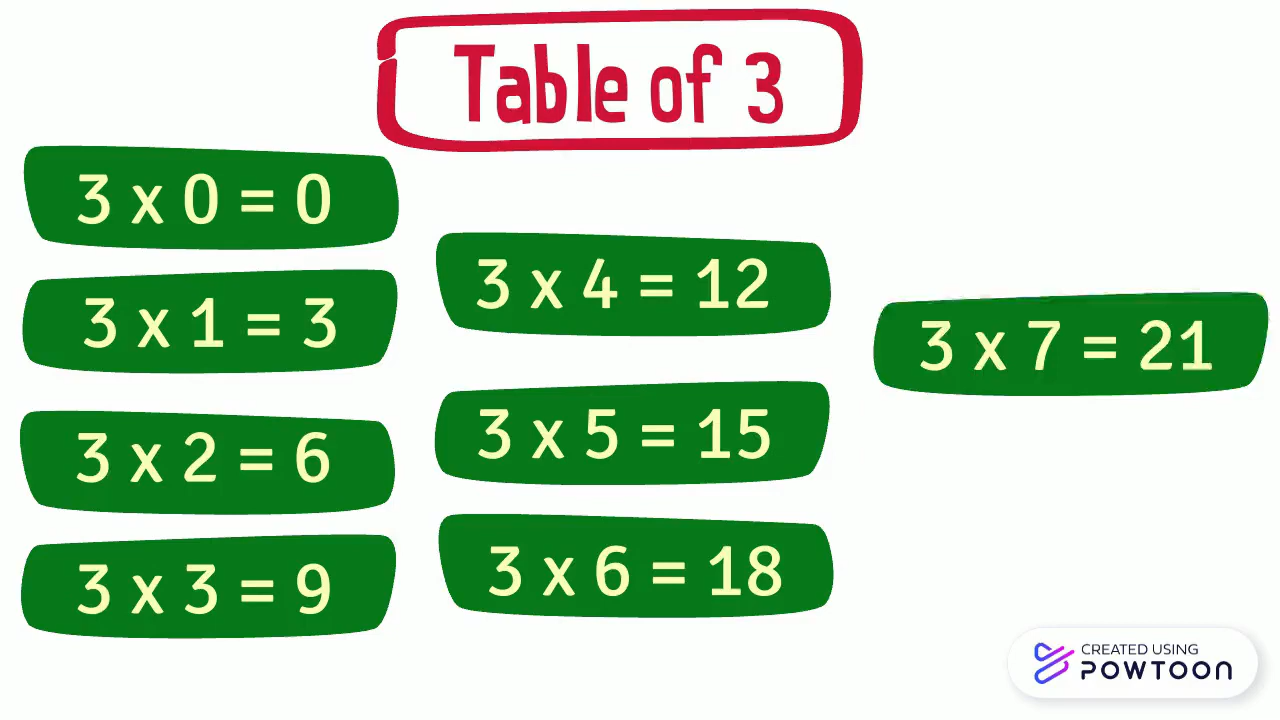 Table of 3
3 x 0 = 0
3 x 1 = 3
3 x 2 = 6
3 x 3 = 9
3 x 4 = 12
3 x 5 = 15
3 x 6 = 18
3 x 7 = 21
CREATED USING
POWTOON